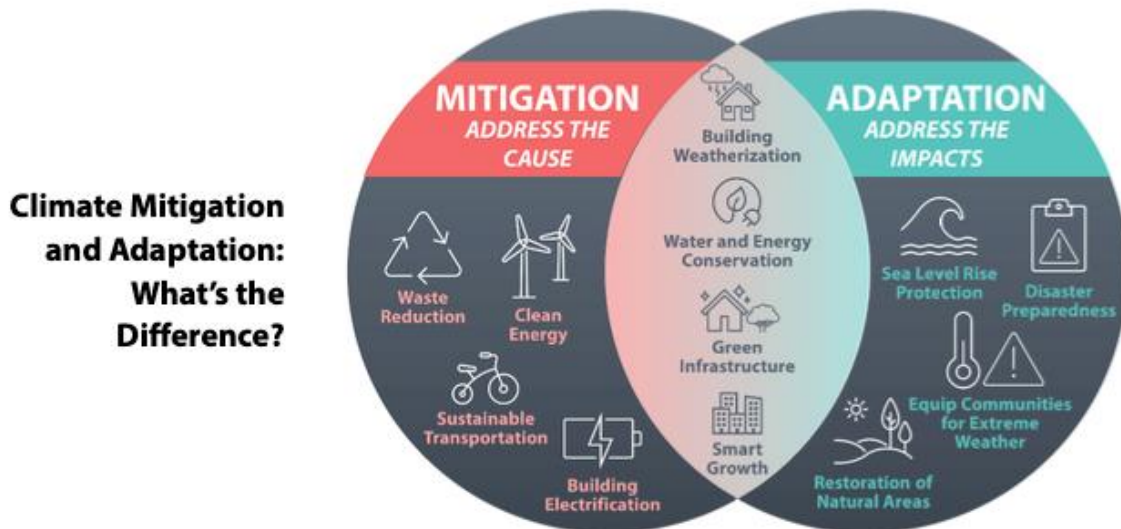 Climate Mitigation
and Adaptation:
What's the
Difference?
MITIGATION
ADDRESS THE
CAUSE
Waste
Reduction
Clean
Energy
Sustainable
Transportation
Building
Electrification
Building
Weatherization
Water and Energy
Conservation
Green
Infrastructure
Smart
Growth
ADAPTATION
ADDRESS THE
IMPACTS
Sea Level Rise
Protection
Disaster
Preparedness
Equip Communities
for Extreme
Weather
Restoration of
Natural Areas